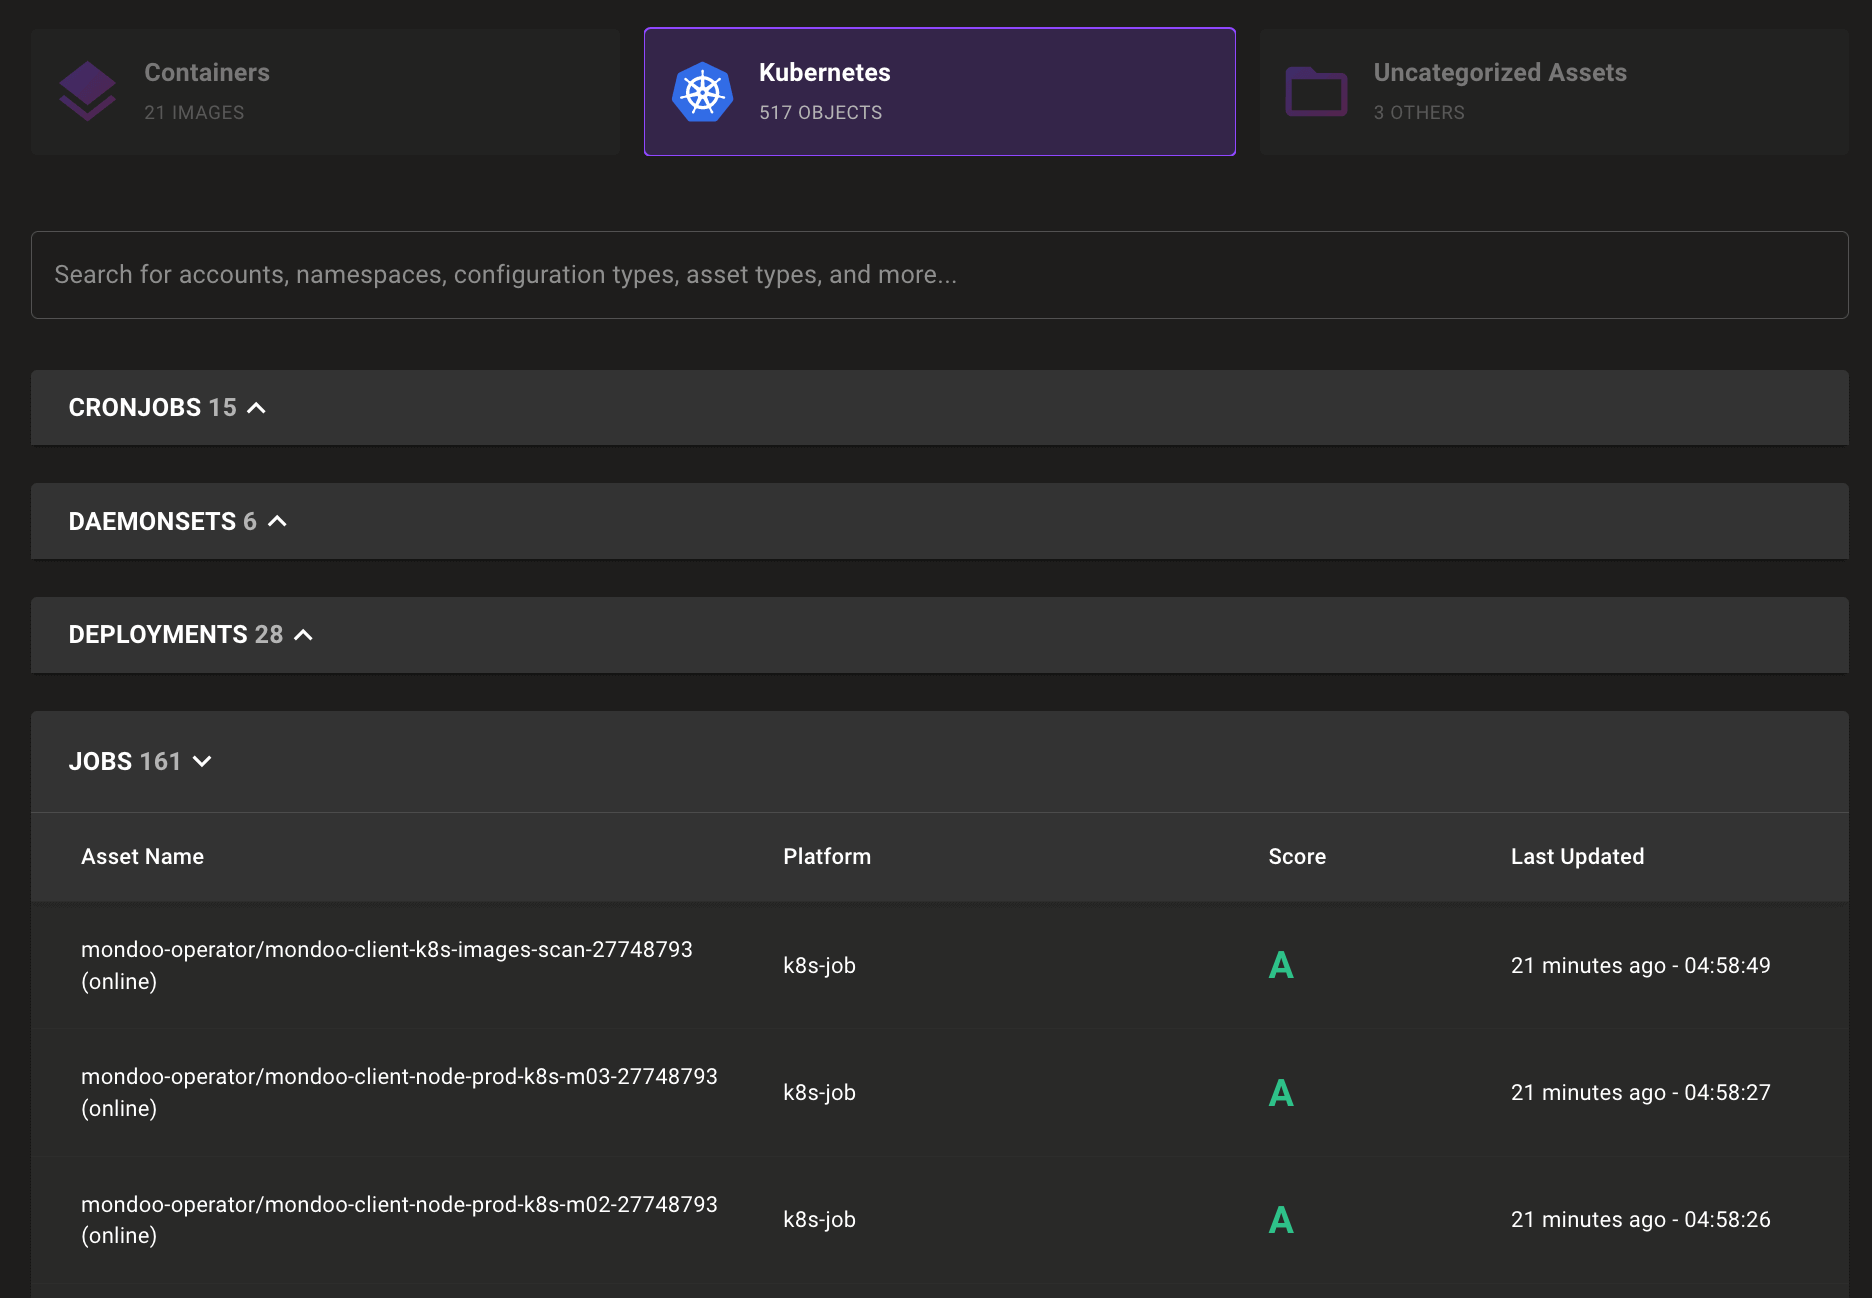 Containers
21 IMAGES
Kubernetes
517 OBJECTS
Uncategorized Assets
3 OTHERS
Search for accounts, namespaces, configuration types, asset types, and more...
CRONJOBS 15
DAEMONSETS 6
DEPLOYMENTS 28
JOBS 161
Asset Name Platform Score Last Updated
mondoo-operator/mondoo-client-k8s-images-scan-27748793
(online)
k8s-job A 21 minutes ago - 04:58:49
mondoo-operator/mondoo-client-node-prod-k8s-m03-27748793
(online)
k8s-job A 21 minutes ago - 04:58:27
mondoo-operator/mondoo-client-node-prod-k8s-m02-27748793
(online)
k8s-job A 21 minutes ago - 04:58:26